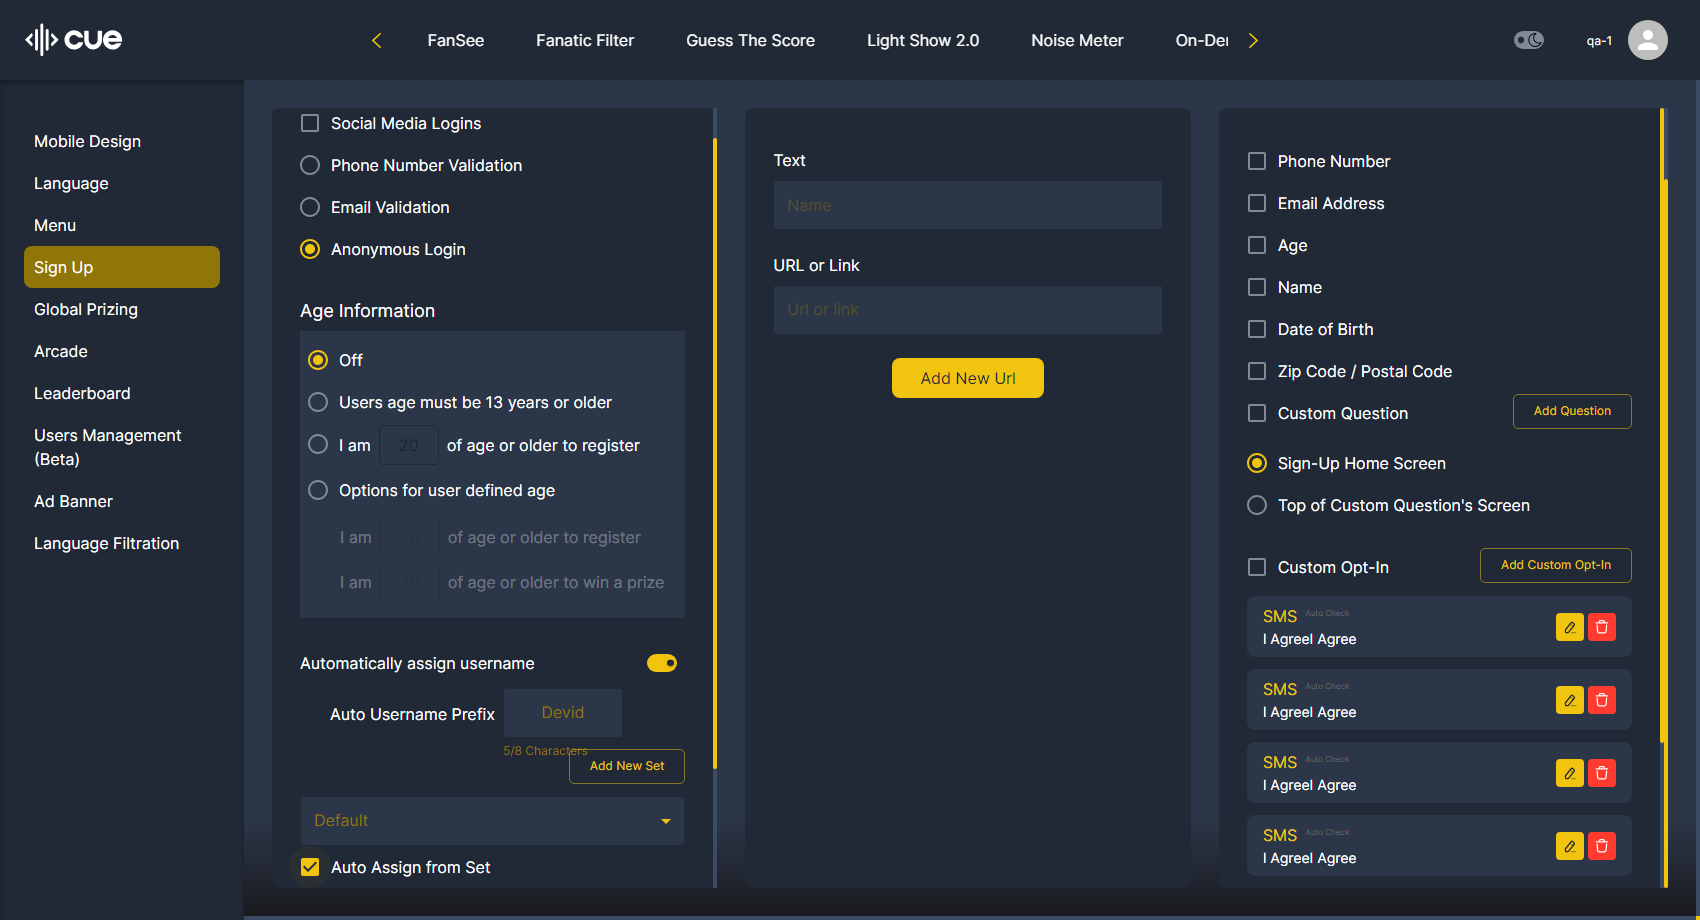 cue
FanSee
Fanatic Filter
Guess The Score
Light Show 2.0
Noise Meter
On-De
qa-1
Mobile Design
Language
Menu
Sign Up
Global Prizing
Arcade
Leaderboard
Users Management
(Beta)
Ad Banner
Language Filtration
Social Media Logins
Phone Number Validation
Email Validation
Anonymous Login
Age Information
Off
Users age must be 13 years or older
I am 20 of age or older to register
Options for user defined age
I am 20 of age or older to register
I am 30 of age or older to win a prize
Automatically assign username
Auto Username Prefix Devid
5/8 Characters
Add New Set
Default
Auto Assign from Set
Text
Name
URL or Link
Url or link
Add New Url
Phone Number
Email Address
Age
Name
Date of Birth
Zip Code / Postal Code
Custom Question Add Question
Sign-Up Home Screen
Top of Custom Question's Screen
Custom Opt-In Add Custom Opt-In
SMS Auto Check
I AgreeI Agree
SMS Auto Check
I AgreeI Agree
SMS Auto Check
I AgreeI Agree
SMS Auto Check
I AgreeI Agree